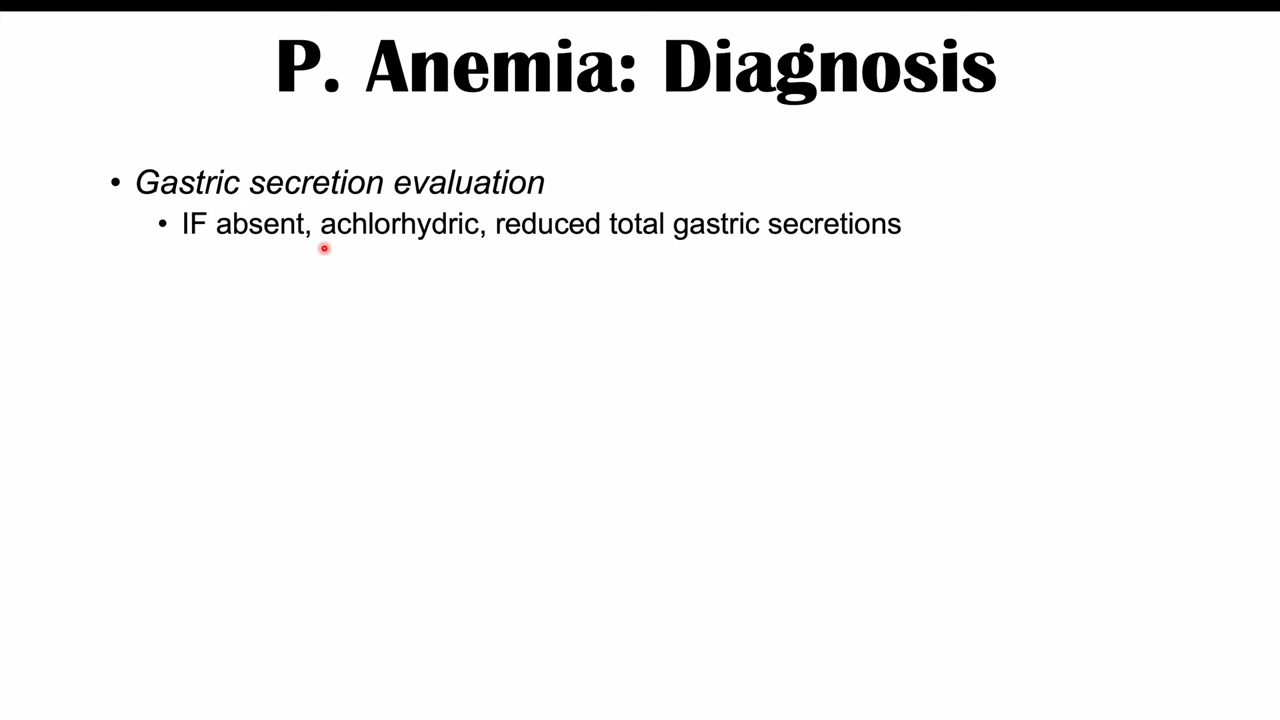 P. Anemia: Diagnosis
• Gastric secretion evaluation
• IF absent, achlorhydric, reduced total gastric secretions